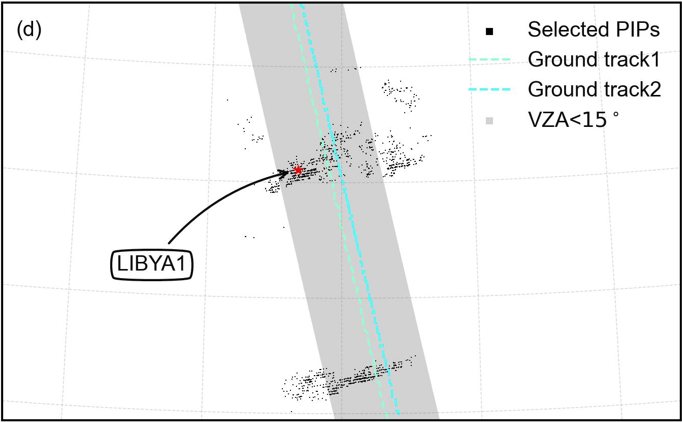 (d)
Selected PIPs
Ground track1
Ground track2
VZA<15 °
LIBYA1